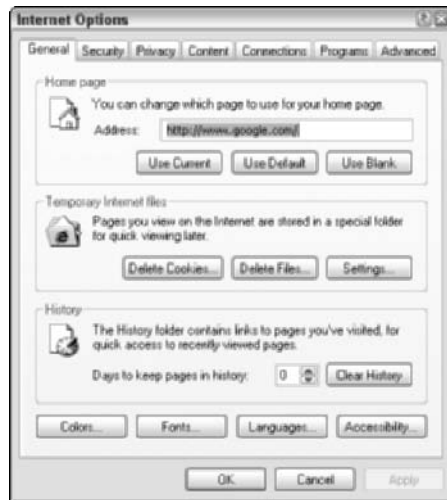 Internet Options
General Security Privacy Content Connections Programs Advanced
Home page
You can change which page to use for your home page.
Address: http://www.google.com/
Use Current Use Default Use Blank
Temporary Internet files
Pages you view on the Internet are stored in a special folder
for quick viewing later.
Delete Cookies... Delete Files... Settings...
History
The History folder contains links to pages you've visited, for
quick access to recently viewed pages.
Days to keep pages in history: 0 Clear History
Colors... Fonts... Languages... Accessibility...
OK Cancel Apply